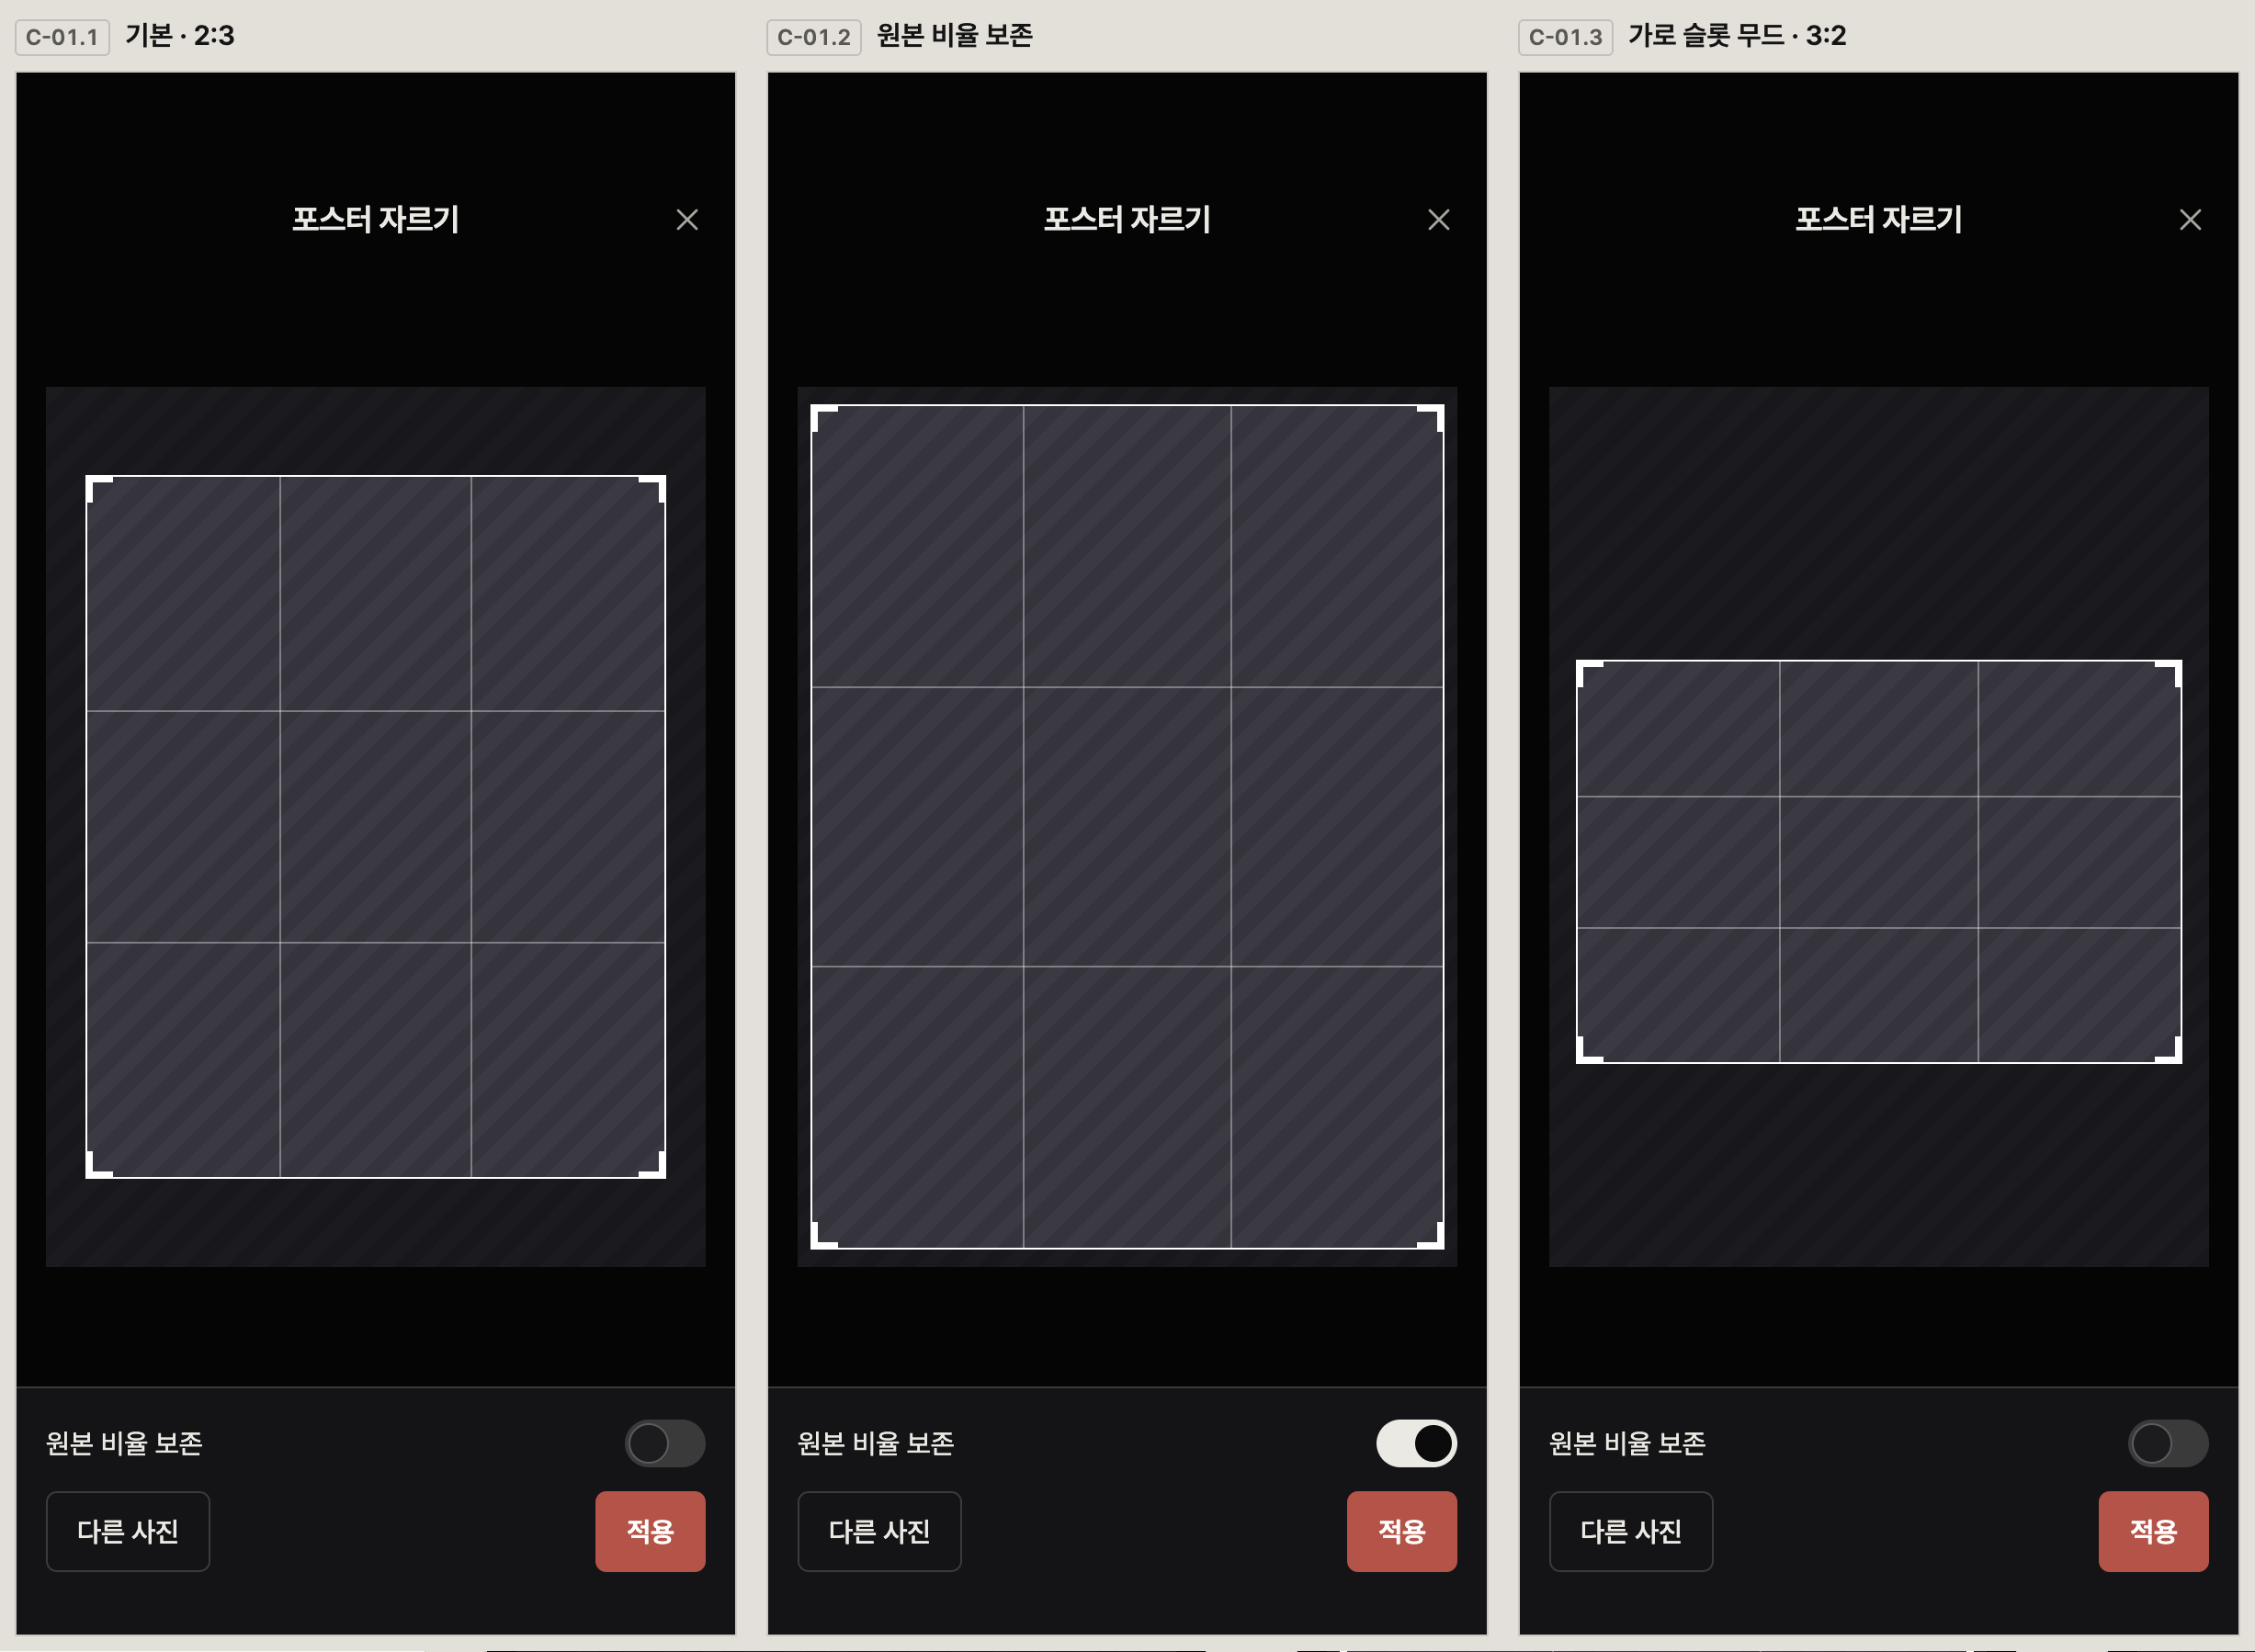 C-01.1 기본 · 2:3
포스터 자르기
원본 비율 보존
다른 사진
적용
C-01.2 원본 비율 보존
포스터 자르기
원본 비율 보존
다른 사진
적용
C-01.3 가로 슬롯 무드 · 3:2
포스터 자르기
원본 비율 보존
다른 사진
적용